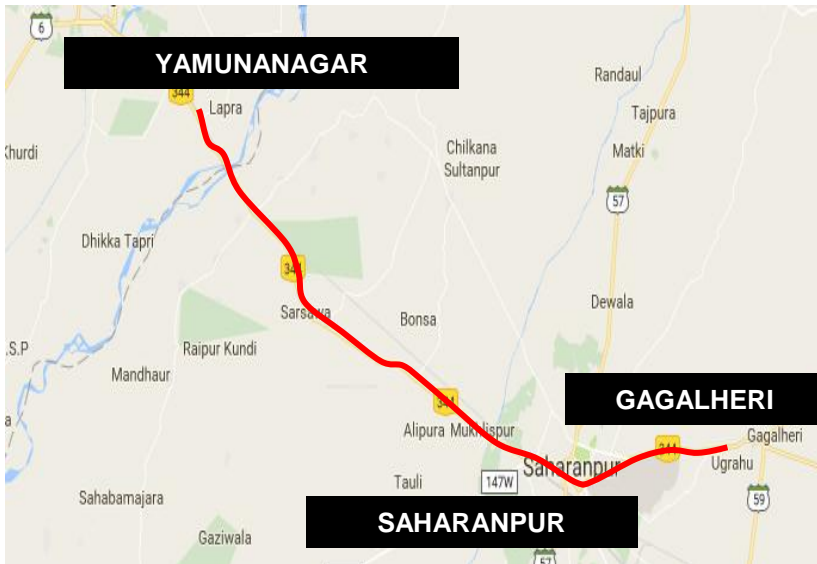 6
YAMUNANAGAR
344
Lapra
Randaul
Tajpura
Khurdi
Chilkana
Sultanpur
Matki
57
Dhikka Tapri
344
Sarsawa
Dewala
Bonsa
.S.P
Raipur Kundi
Mandhaur
344
GAGALHERI
Alipura Mukhlispur
Gagalheri
344
Saharanpur
Ugrahu
Tauli
147W
Sahabamajara
59
SAHARANPUR
Gaziwala
57